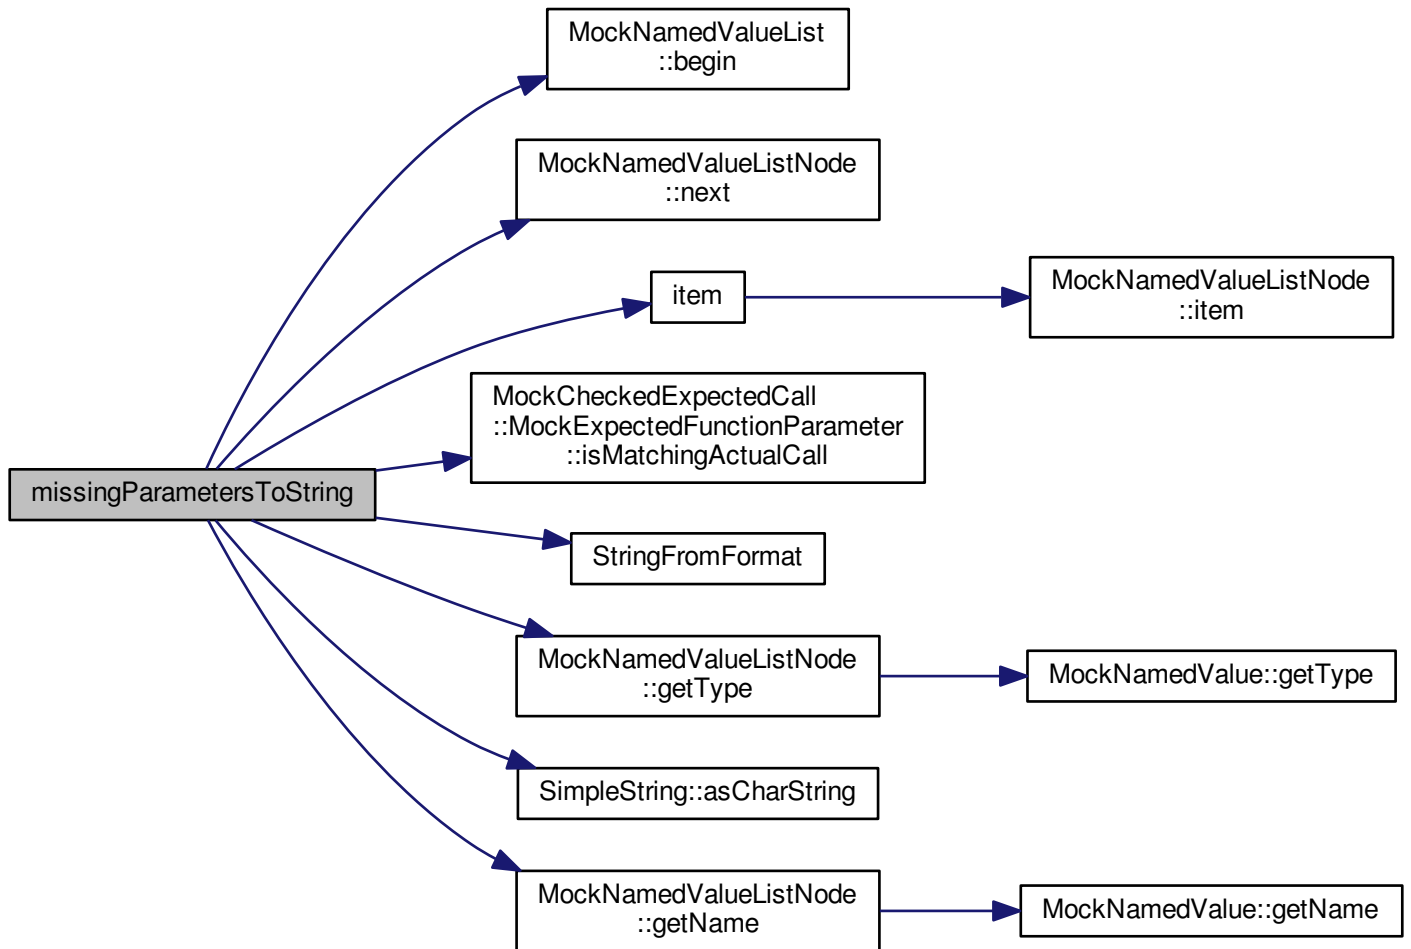 MockNamedValueList
::begin
MockNamedValueListNode
::next
item
MockNamedValueListNode
::item
MockCheckedExpectedCall
::MockExpectedFunctionParameter
::isMatchingActualCall
missingParametersToString
StringFromFormat
MockNamedValueListNode
::getType
MockNamedValue::getType
SimpleString::asCharString
MockNamedValueListNode
::getName
MockNamedValue::getName